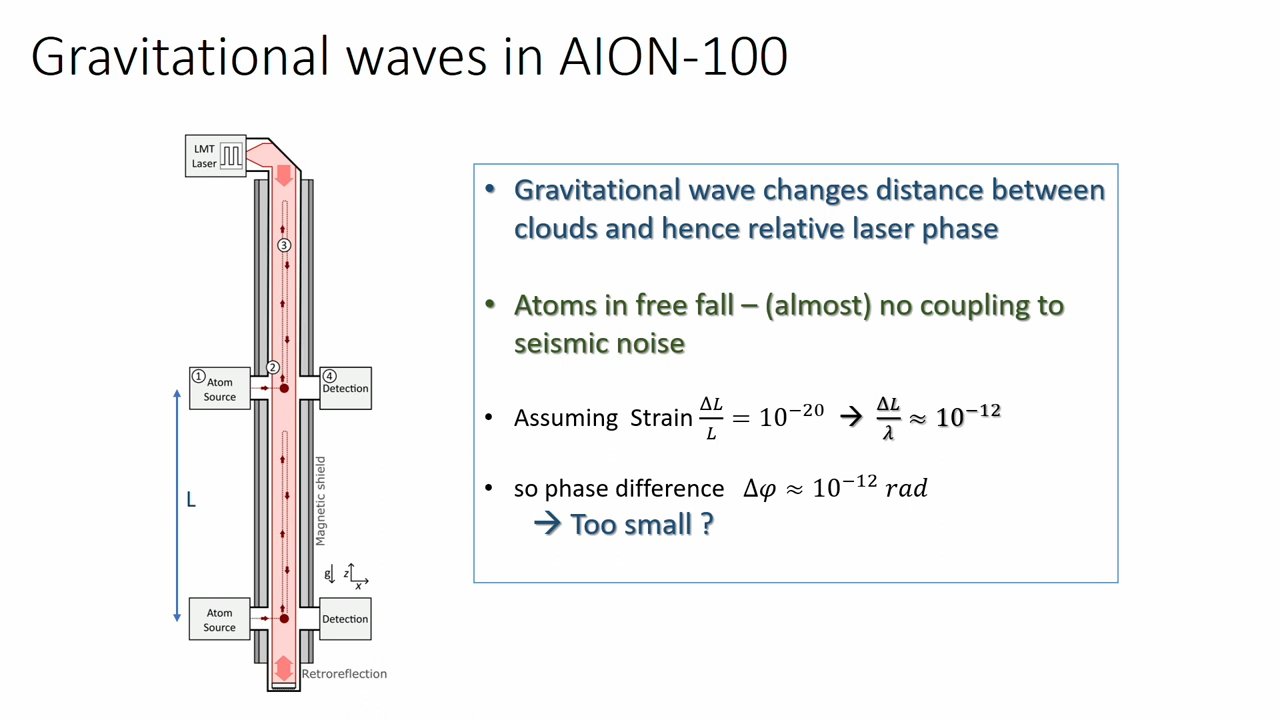 Gravitational waves in AION-100
LMT
Laser
3
2
1
Atom
Source
4
Detection
L
Magnetic shield
g
z
x
Atom
Source
Detection
Retroreflection
• Gravitational wave changes distance between
clouds and hence relative laser phase
• Atoms in free fall – (almost) no coupling to
seismic noise
• Assuming Strain ΔL/L = 10⁻²⁰ → ΔL/λ ≈ 10⁻¹²
• so phase difference Δφ ≈ 10⁻¹² rad
→ Too small ?